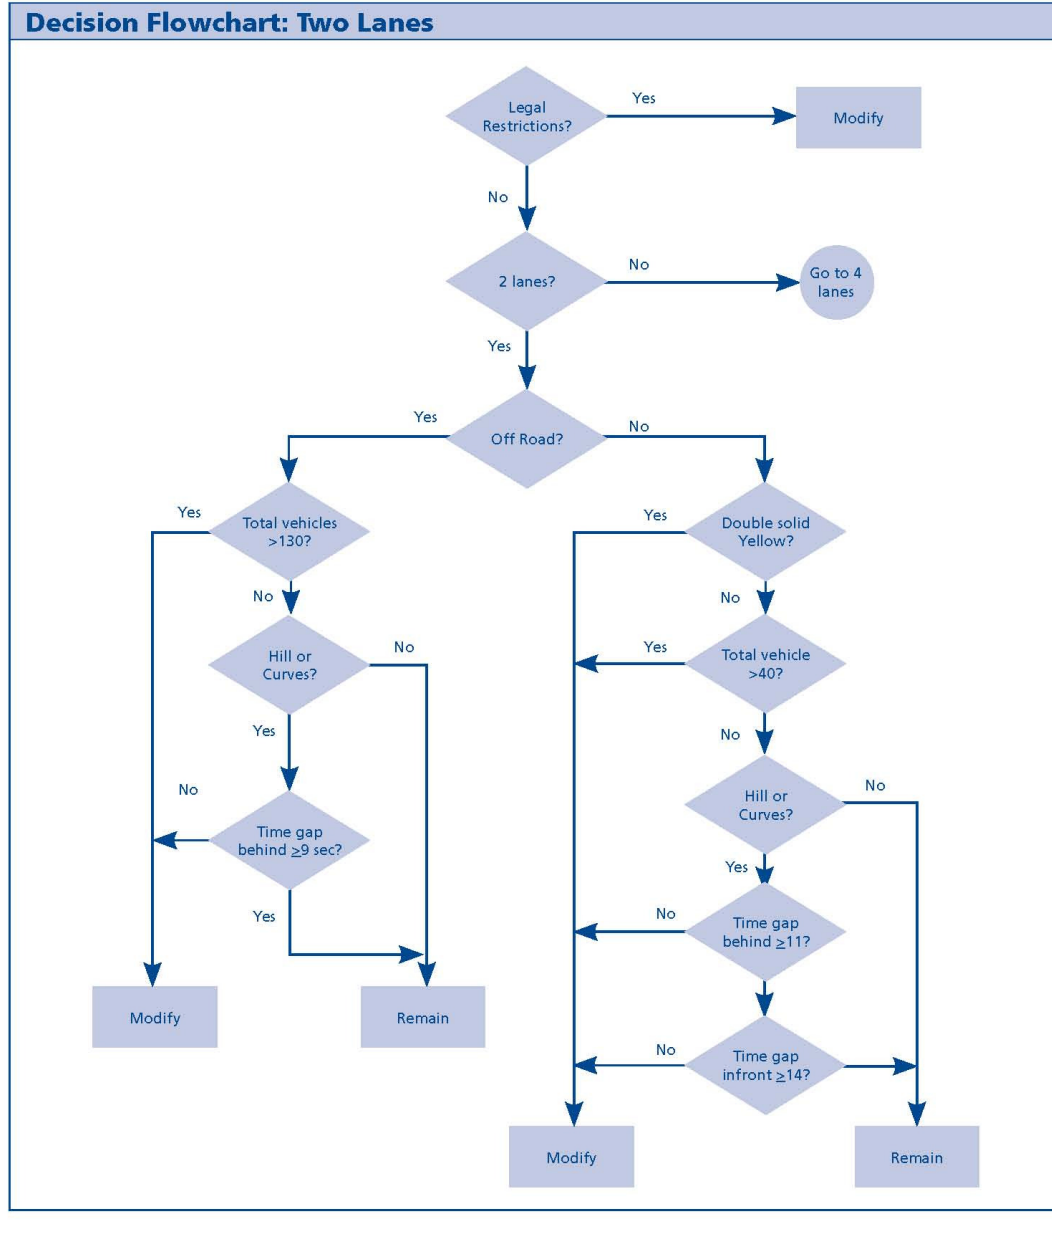 Decision Flowchart: Two Lanes
Legal
Restrictions?
Yes
Modify
No
2 lanes?
No
Go to 4
lanes
Yes
Off Road?
Yes
No
Total vehicles
>130?
Yes
No
Hill or
Curves?
No
Yes
Time gap
behind ≥9 sec?
No
Yes
Modify
Remain
Double solid
Yellow?
Yes
No
Total vehicle
>40?
Yes
No
Hill or
Curves?
No
Yes
Time gap
behind ≥11?
No
Time gap
infront ≥14?
No
Modify
Remain